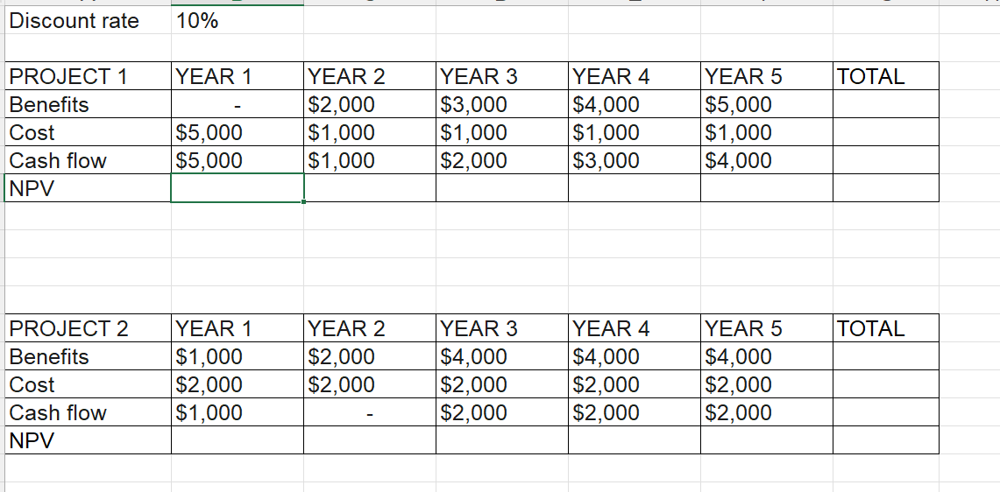 Discount rate 10%
PROJECT 1 YEAR 1 YEAR 2 YEAR 3 YEAR 4 YEAR 5 TOTAL
Benefits - $2,000 $3,000 $4,000 $5,000
Cost $5,000 $1,000 $1,000 $1,000 $1,000
Cash flow $5,000 $1,000 $2,000 $3,000 $4,000
NPV
PROJECT 2 YEAR 1 YEAR 2 YEAR 3 YEAR 4 YEAR 5 TOTAL
Benefits $1,000 $2,000 $4,000 $4,000 $4,000
Cost $2,000 $2,000 $2,000 $2,000 $2,000
Cash flow $1,000 - $2,000 $2,000 $2,000
NPV